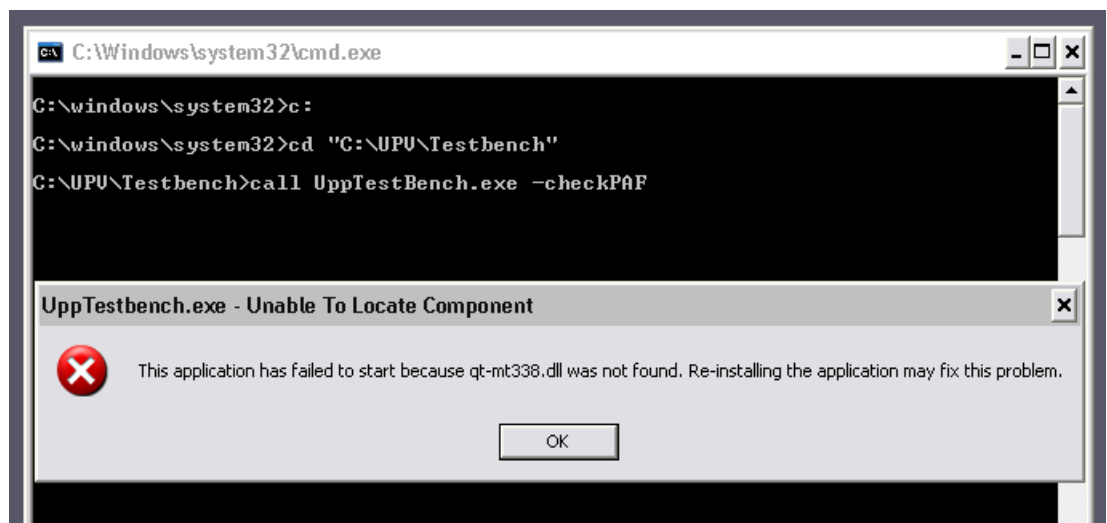 C:\Windows\system32\cmd.exe
C:\windows\system32>c:
C:\windows\system32>cd "C:\UPV\Testbench"
C:\UPV\Testbench>call UppTestBench.exe -checkPAF
UppTestbench.exe - Unable To Locate Component
This application has failed to start because qt-mt338.dll was not found. Re-installing the application may fix this problem.
OK